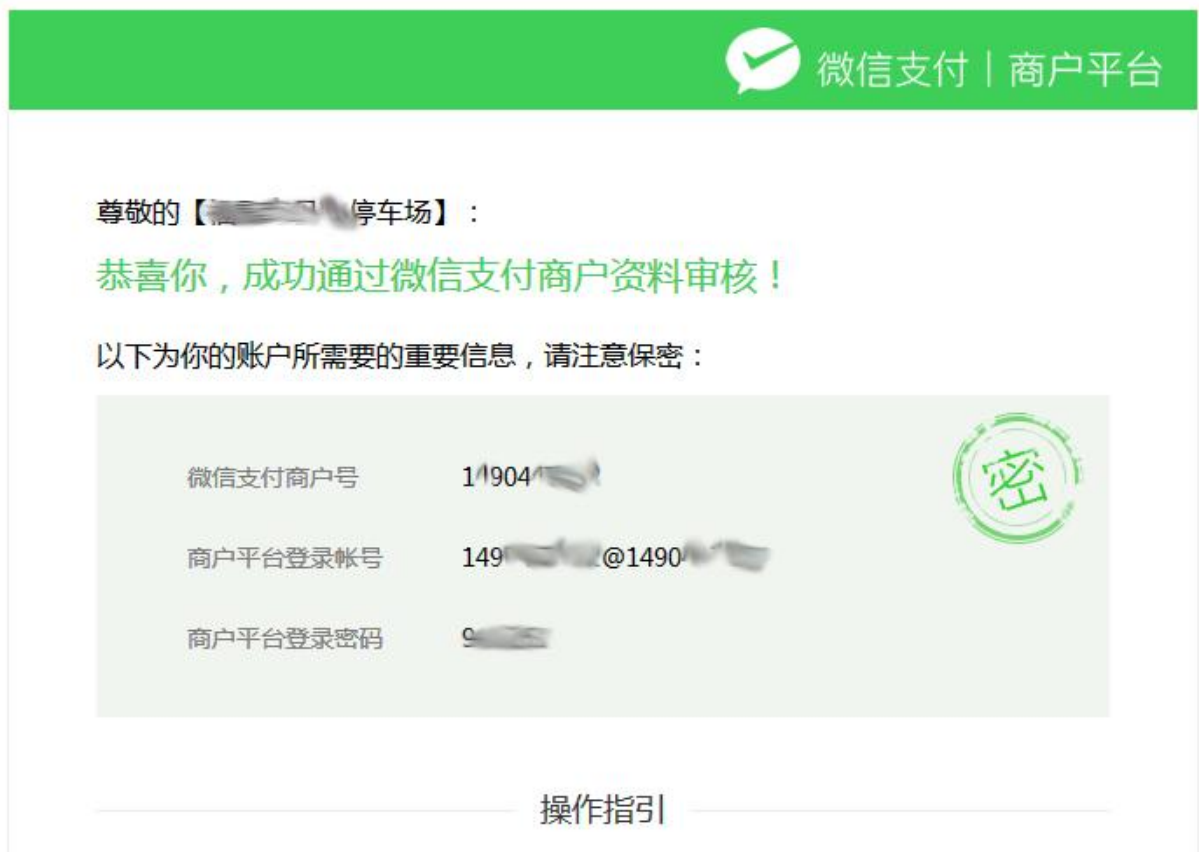 微信支付｜商户平台
尊敬的【停车场】：
恭喜你，成功通过微信支付商户资料审核！
以下为你的账户所需要的重要信息，请注意保密：
密
微信支付商户号 14904
商户平台登录帐号 149 @1490
商户平台登录密码 9
操作指引